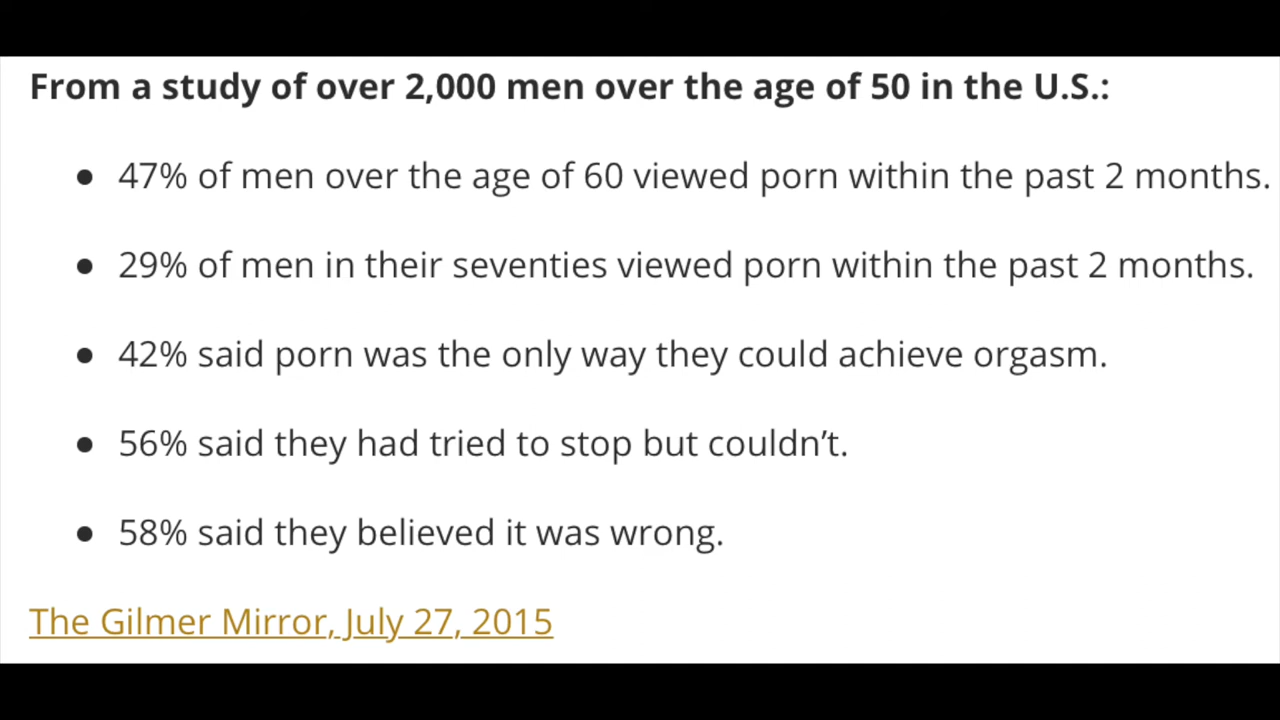 From a study of over 2,000 men over the age of 50 in the U.S.:
● 47% of men over the age of 60 viewed porn within the past 2 months.
● 29% of men in their seventies viewed porn within the past 2 months.
● 42% said porn was the only way they could achieve orgasm.
● 56% said they had tried to stop but couldn’t.
● 58% said they believed it was wrong.
The Gilmer Mirror, July 27, 2015